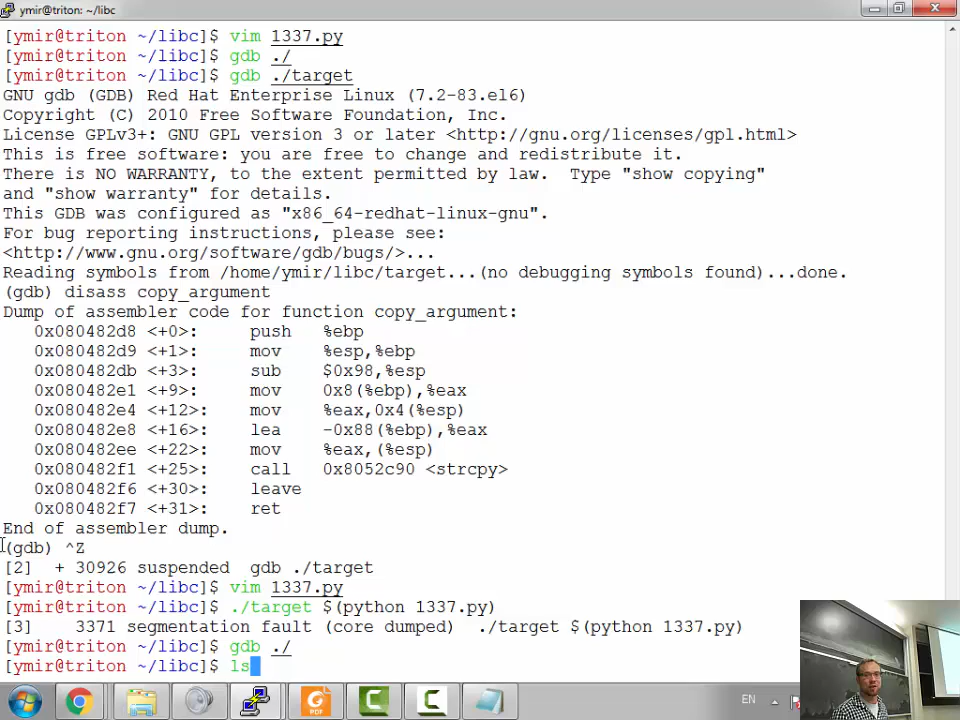 ymir@triton: ~/libc
[ymir@triton ~/libc]$ vim 1337.py
[ymir@triton ~/libc]$ gdb ./
[ymir@triton ~/libc]$ gdb ./target
GNU gdb (GDB) Red Hat Enterprise Linux (7.2-83.el6)
Copyright (C) 2010 Free Software Foundation, Inc.
License GPLv3+: GNU GPL version 3 or later <http://gnu.org/licenses/gpl.html>
This is free software: you are free to change and redistribute it.
There is NO WARRANTY, to the extent permitted by law.  Type "show copying"
and "show warranty" for details.
This GDB was configured as "x86_64-redhat-linux-gnu".
For bug reporting instructions, please see:
<http://www.gnu.org/software/gdb/bugs/>...
Reading symbols from /home/ymir/libc/target...(no debugging symbols found)...done.
(gdb) disass copy_argument
Dump of assembler code for function copy_argument:
0x080482d8 <+0>: push %ebp
0x080482d9 <+1>: mov %esp,%ebp
0x080482db <+3>: sub $0x98,%esp
0x080482e1 <+9>: mov 0x8(%ebp),%eax
0x080482e4 <+12>: mov %eax,0x4(%esp)
0x080482e8 <+16>: lea -0x88(%ebp),%eax
0x080482ee <+22>: mov %eax,(%esp)
0x080482f1 <+25>: call 0x8052c90 <strcpy>
0x080482f6 <+30>: leave
0x080482f7 <+31>: ret
End of assembler dump.
(gdb) ^Z
[2]  + 30926 suspended  gdb ./target
[ymir@triton ~/libc]$ vim 1337.py
[ymir@triton ~/libc]$ ./target $(python 1337.py)
[3]    3371 segmentation fault (core dumped)  ./target $(python 1337.py)
[ymir@triton ~/libc]$ gdb ./
[ymir@triton ~/libc]$ ls
PDF
EN